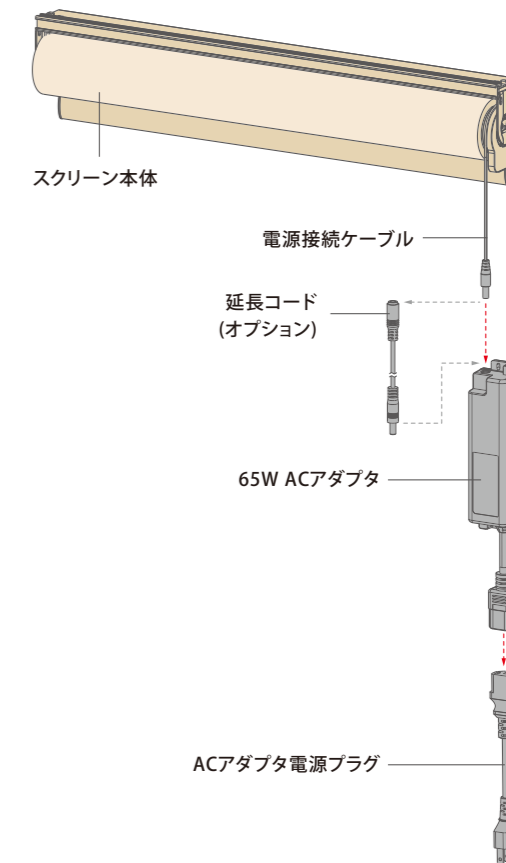 スクリーン本体
電源接続ケーブル
延長コード
(オプション)
65W ACアダプタ
ACアダプタ電源プラグ